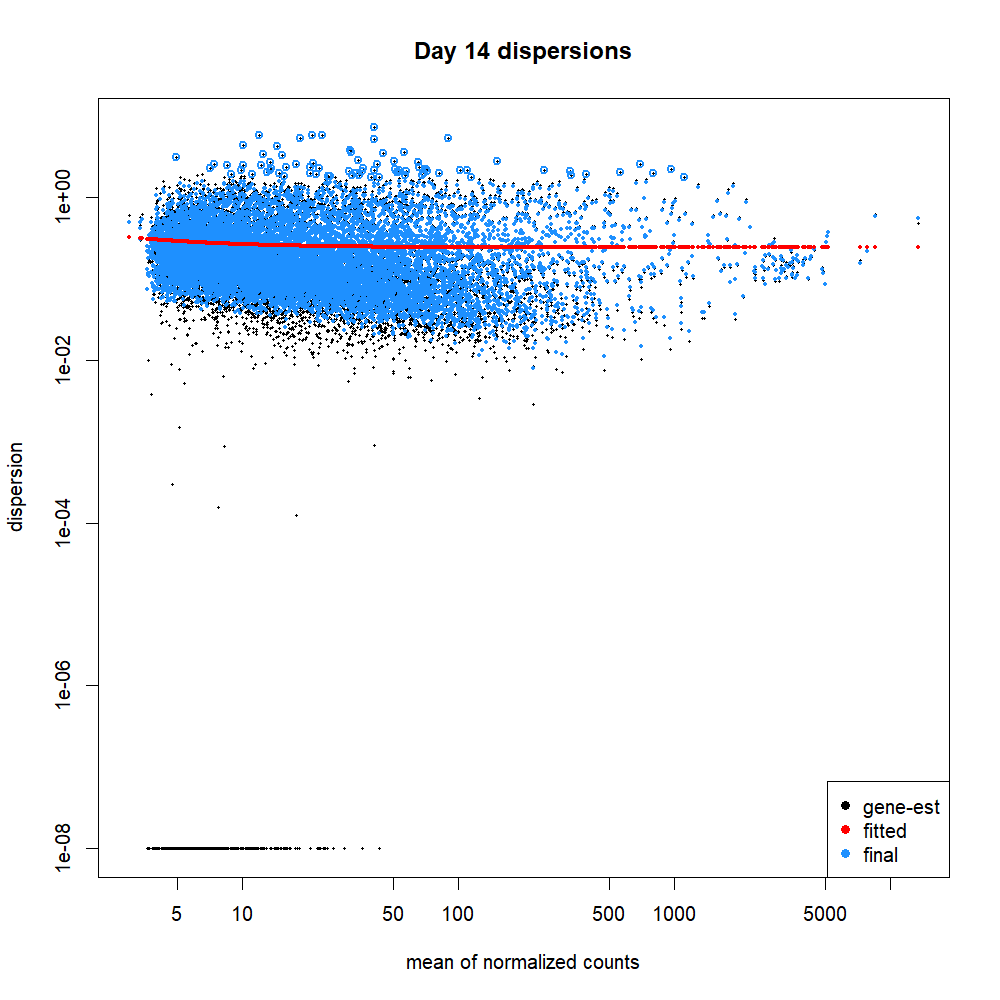 Day 14 dispersions
1e+00
1e-02
1e-04
1e-06
1e-08
dispersion
gene-est
fitted
final
5 10 50 100 500 1000 5000
mean of normalized counts